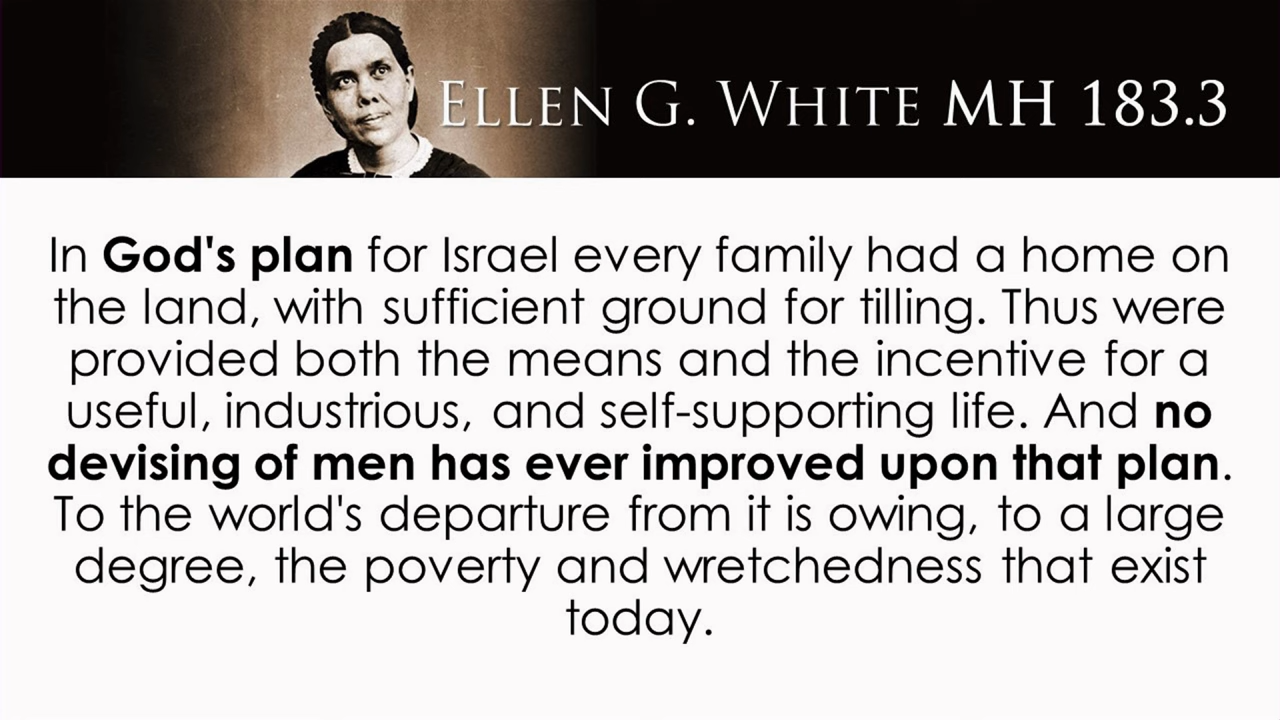 ELLEN G. WHITE MH 183.3
In God's plan for Israel every family had a home on
the land, with sufficient ground for tilling. Thus were
provided both the means and the incentive for a
useful, industrious, and self-supporting life. And no
devising of men has ever improved upon that plan.
To the world's departure from it is owing, to a large
degree, the poverty and wretchedness that exist
today.